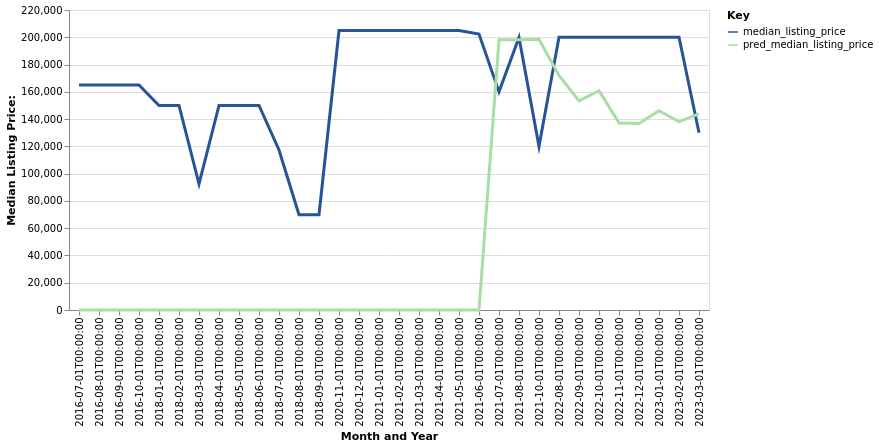 220,000
200,000
180,000
160,000
140,000
120,000
100,000
80,000
60,000
40,000
20,000
0
Median Listing Price:
2016-07-01T00:00:00
2016-08-01T00:00:00
2016-09-01T00:00:00
2016-10-01T00:00:00
2018-01-01T00:00:00
2018-02-01T00:00:00
2018-03-01T00:00:00
2018-04-01T00:00:00
2018-05-01T00:00:00
2018-06-01T00:00:00
2018-07-01T00:00:00
2018-08-01T00:00:00
2018-09-01T00:00:00
2020-11-01T00:00:00
2020-12-01T00:00:00
2021-01-01T00:00:00
2021-02-01T00:00:00
2021-03-01T00:00:00
2021-04-01T00:00:00
2021-05-01T00:00:00
2021-06-01T00:00:00
2021-07-01T00:00:00
2021-08-01T00:00:00
2021-10-01T00:00:00
2022-08-01T00:00:00
2022-09-01T00:00:00
2022-10-01T00:00:00
2022-11-01T00:00:00
2022-12-01T00:00:00
2023-01-01T00:00:00
2023-02-01T00:00:00
2023-03-01T00:00:00
Month and Year
Key
median_listing_price
pred_median_listing_price